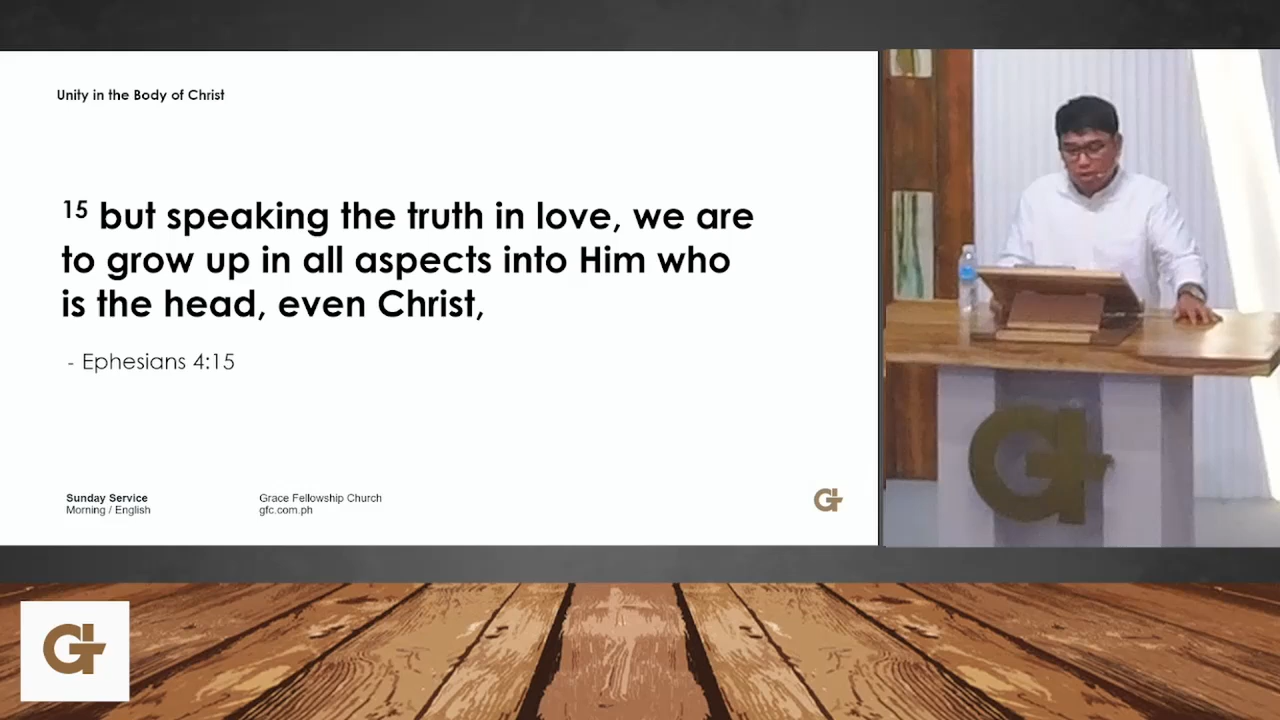 Unity in the Body of Christ
15 but speaking the truth in love, we are
to grow up in all aspects into Him who
is the head, even Christ,
- Ephesians 4:15
Sunday Service
Morning / English
Grace Fellowship Church
gfc.com.ph